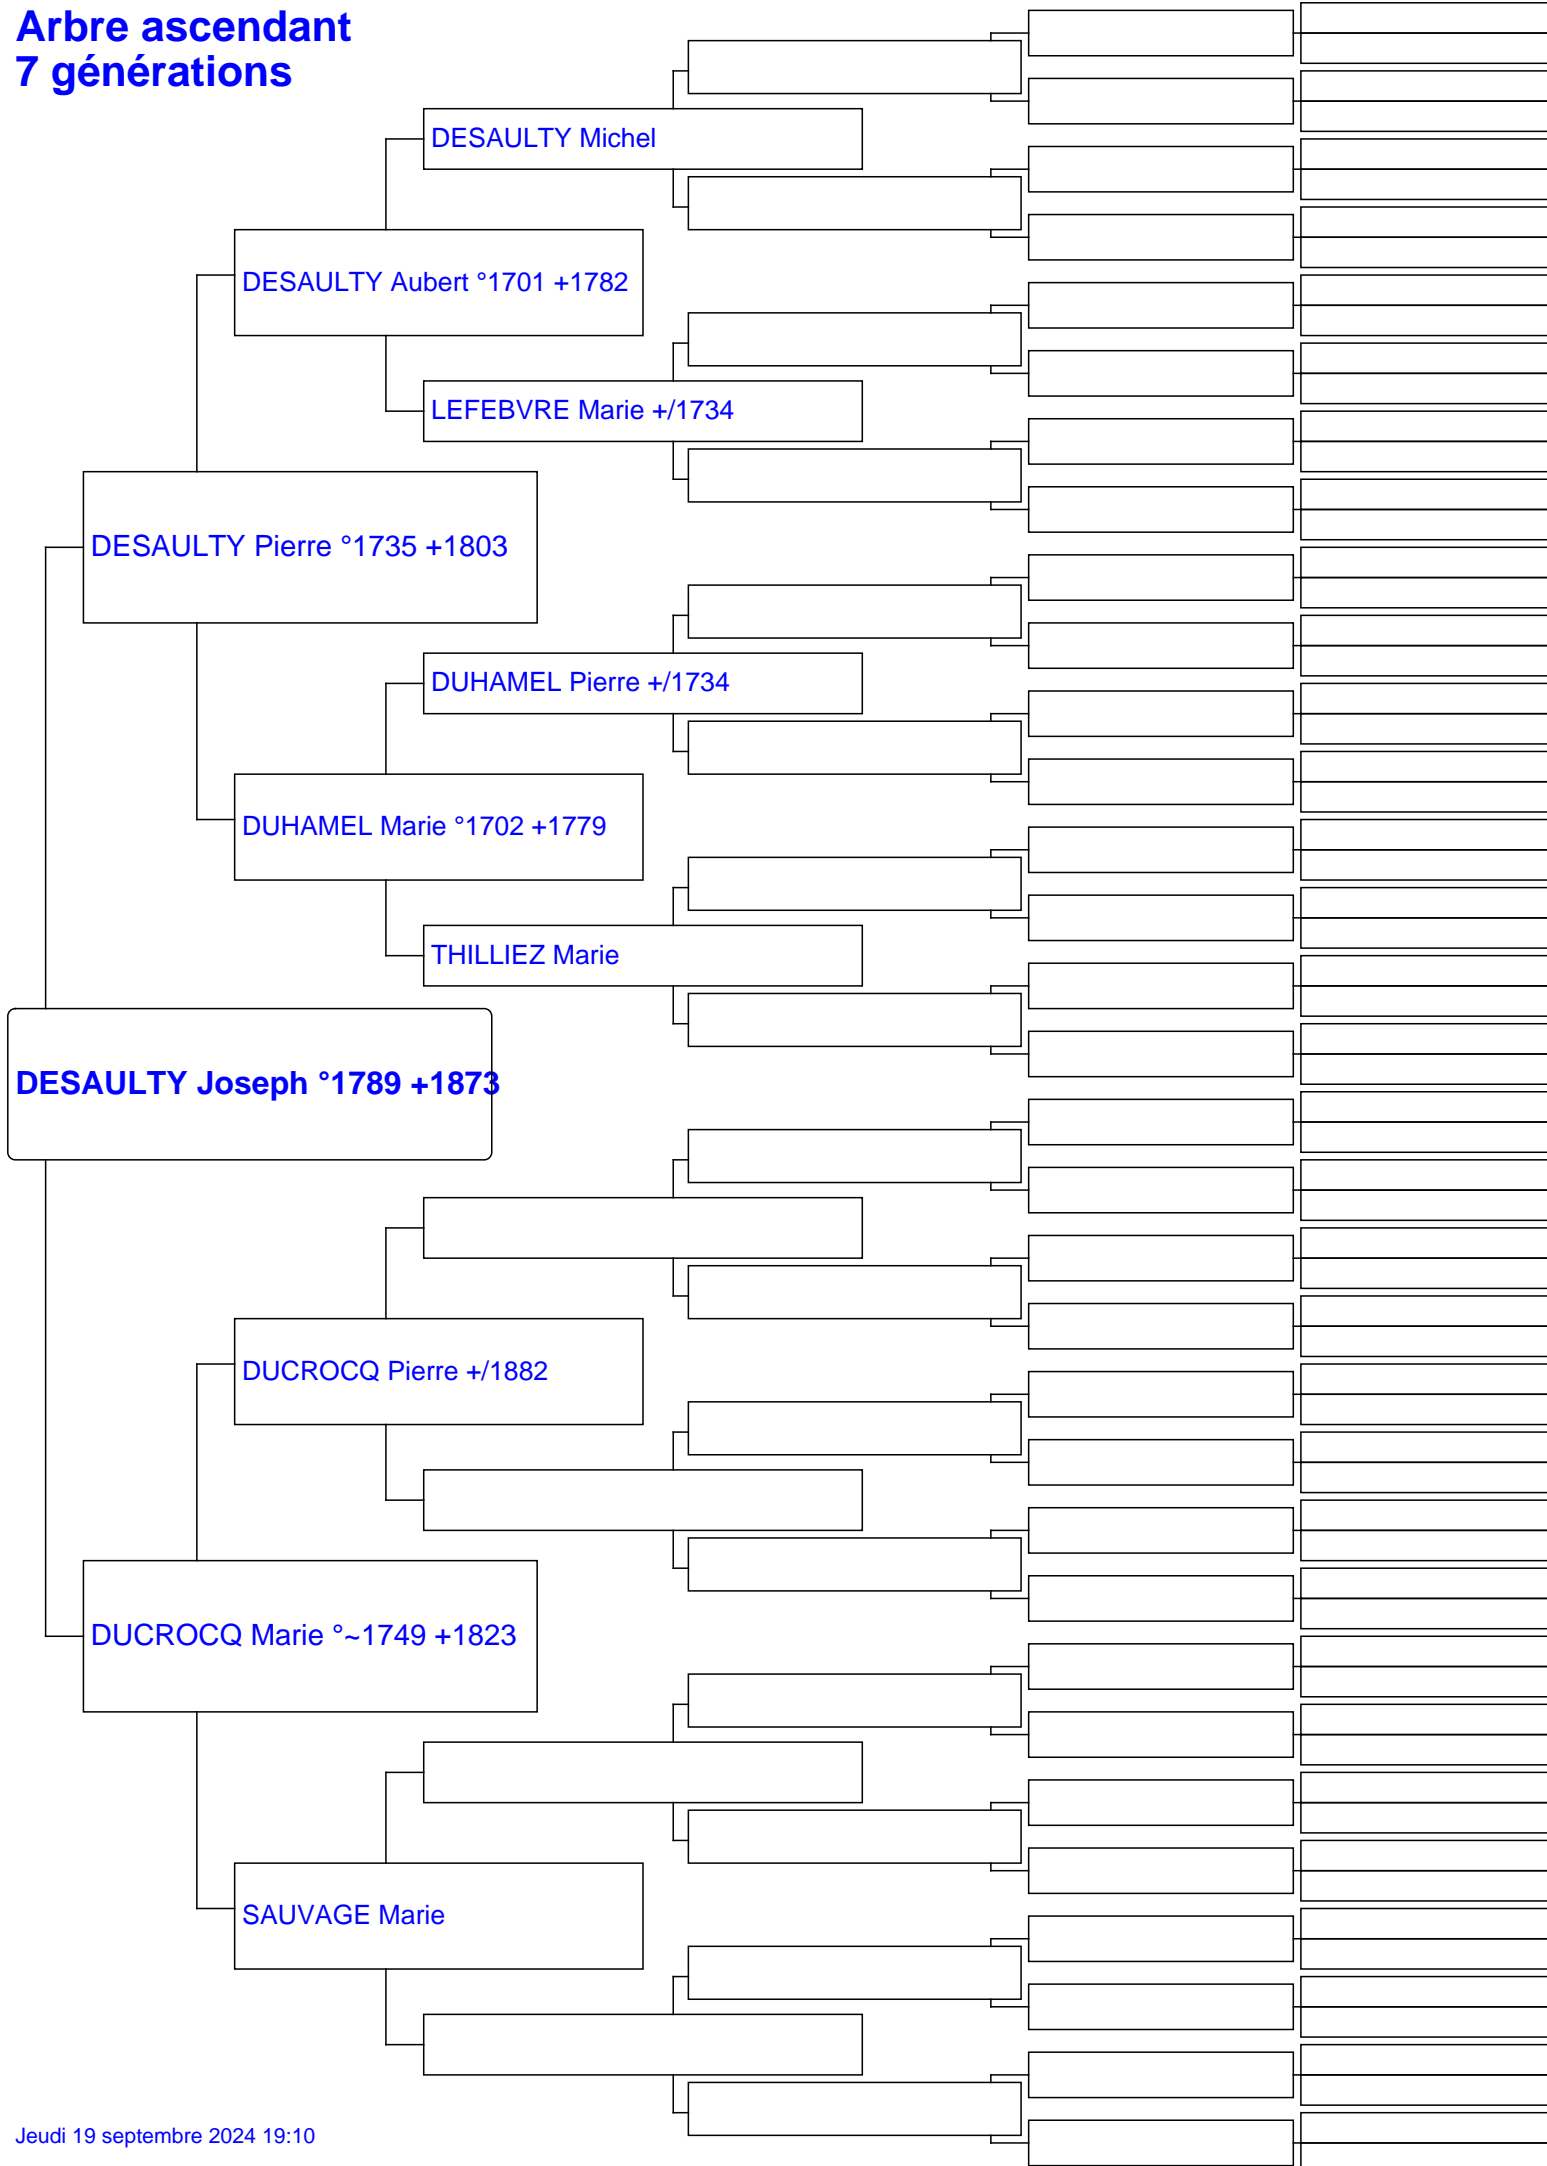 Arbre ascendant
7 générations
DESAULTY Michel
DESAULTY Aubert °1701 +1782
LEFEBVRE Marie +/1734
DESAULTY Pierre °1735 +1803
DUHAMEL Pierre +/1734
DUHAMEL Marie °1702 +1779
THILLIEZ Marie
DESAULTY Joseph °1789 +1873
DUCROCQ Pierre +/1882
DUCROCQ Marie °~1749 +1823
SAUVAGE Marie
Jeudi 19 septembre 2024 19:10